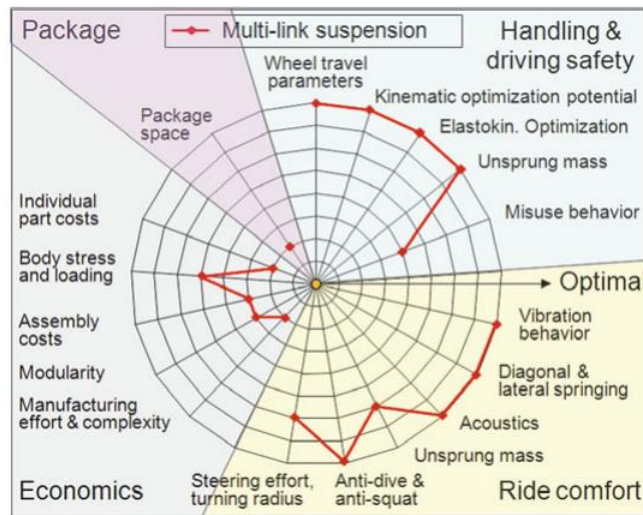 Package
Multi-link suspension
Handling &
driving safety
Wheel travel
parameters
Kinematic optimization potential
Elastokin. Optimization
Unsprung mass
Misuse behavior
Package
space
Individual
part costs
Body stress
and loading
Assembly
costs
Modularity
Manufacturing
effort & complexity
Economics
Optima
Vibration
behavior
Diagonal &
lateral springing
Acoustics
Unsprung mass
Anti-dive &
anti-squat
Steering effort,
turning radius
Ride comfort